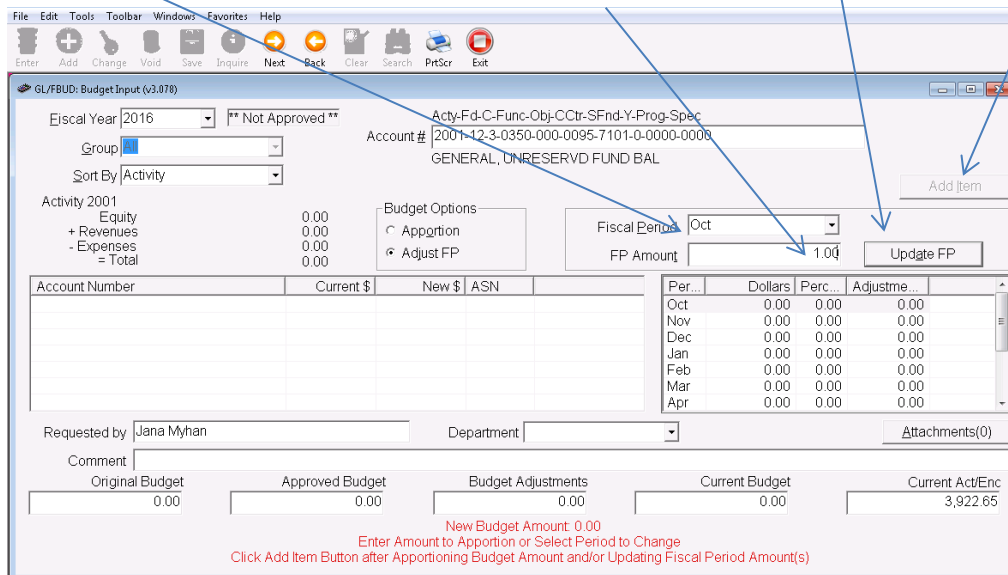 File Edit Tools Toolbar Windows Favorites Help
Enter Add Change Void Save Inquire Next Back Clear Search PrtScr Exit
GL/FBUD: Budget Input (v3.078)
Fiscal Year 2016 ** Not Approved ** Acty-Fd-C-Func-Obj-CCtr-SFnd-Y-Prog-Spec
Account # 2001-12-3-0350-000-0095-7101-0-0000-0000
Group All GENERAL, UNRESERVD FUND BAL
Sort By Activity
Add Item
Activity 2001
Equity 0.00
+ Revenues 0.00
- Expenses 0.00
= Total 0.00
Budget Options
Apportion
Adjust FP
Fiscal Period Oct
FP Amount 1.00 Update FP
Account Number Current $ New $ ASN
Per... Dollars Perc... Adjustme...
Oct 0.00 0.00 0.00
Nov 0.00 0.00 0.00
Dec 0.00 0.00 0.00
Jan 0.00 0.00 0.00
Feb 0.00 0.00 0.00
Mar 0.00 0.00 0.00
Apr 0.00 0.00 0.00
Requested by Jana Myhan Department Attachments(0)
Comment
Original Budget Approved Budget Budget Adjustments Current Budget Current Act/Enc
0.00 0.00 0.00 0.00 3,922.65
New Budget Amount: 0.00
Enter Amount to Apportion or Select Period to Change
Click Add Item Button after Apportioning Budget Amount and/or Updating Fiscal Period Amount(s)